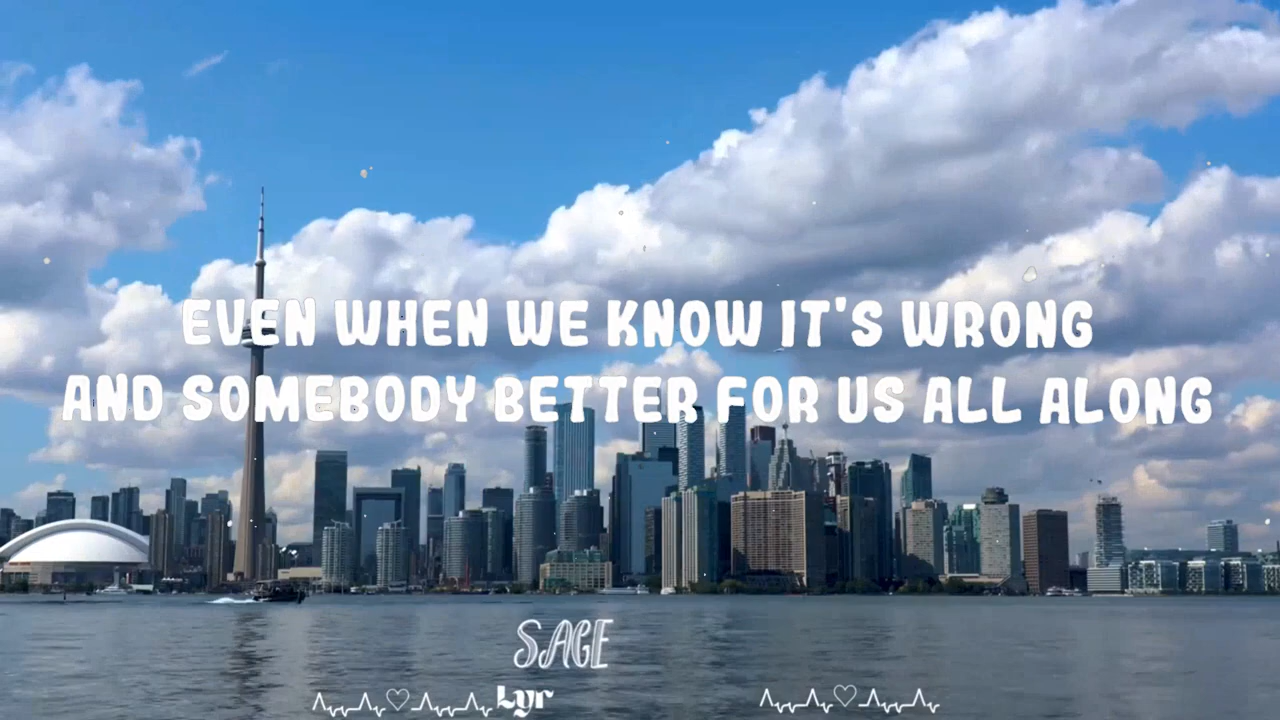 EVEN WHEN WE KNOW IT'S WRONG
AND SOMEBODY BETTER FOR US ALL ALONG
SAGE
Lyr